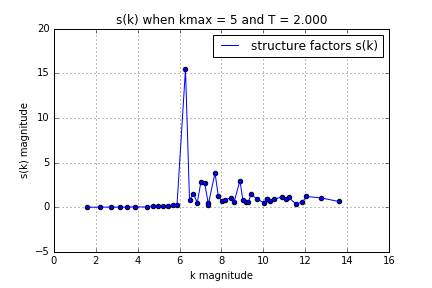 s(k) when kmax = 5 and T = 2.000
structure factors s(k)
s(k) magnitude
20
15
10
5
0
−5
0 2 4 6 8 10 12 14 16
k magnitude